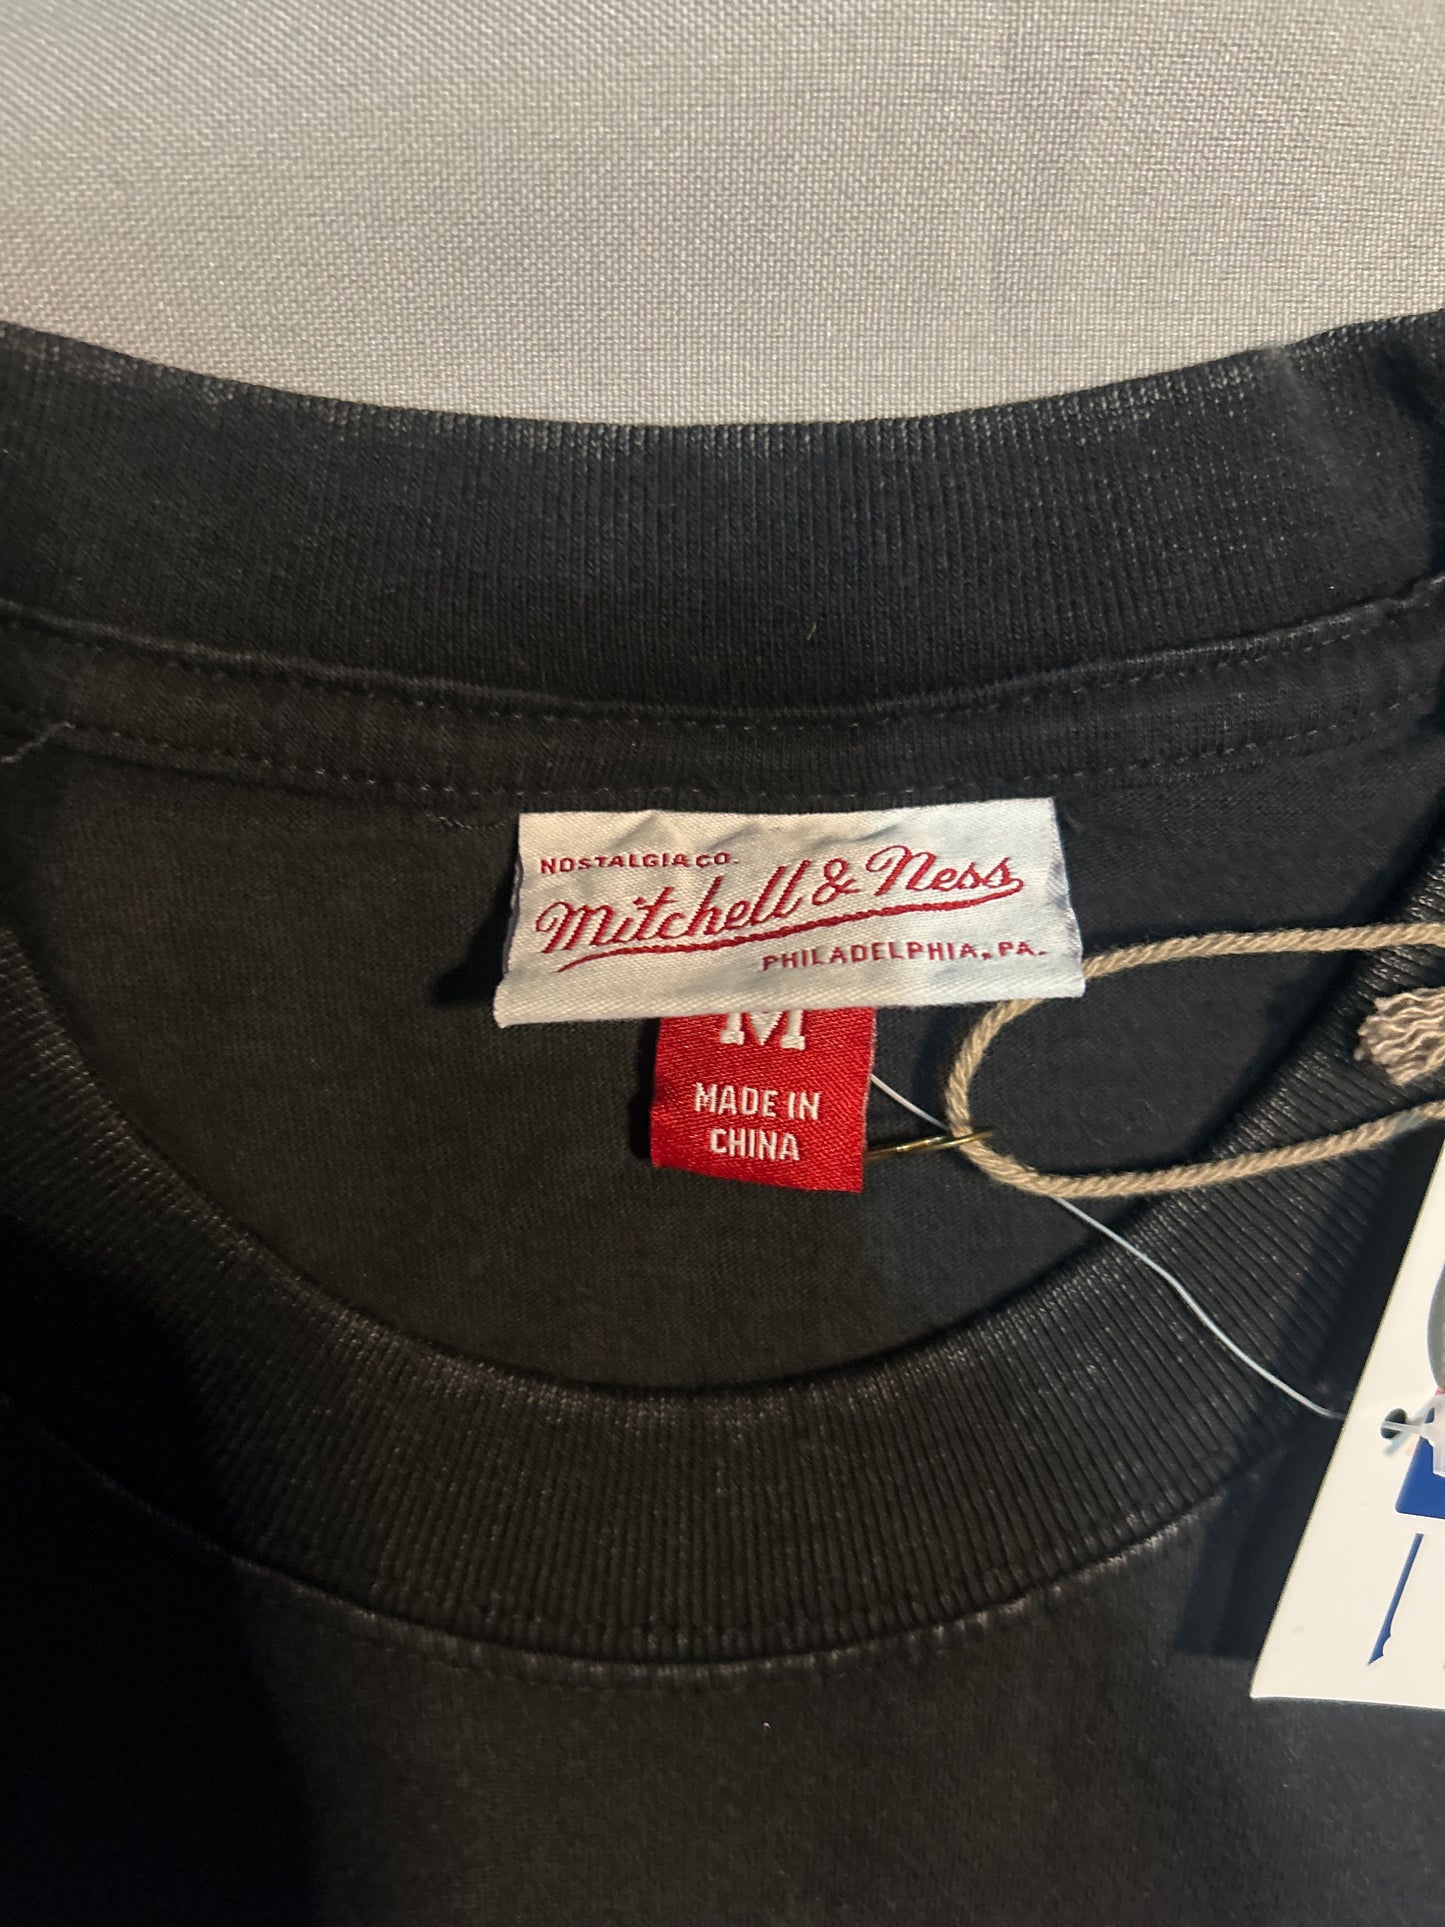 NOSTALGIA CO.
Mitchell & Ness
PHILADELPHIA, PA.
M
MADE IN
CHINA